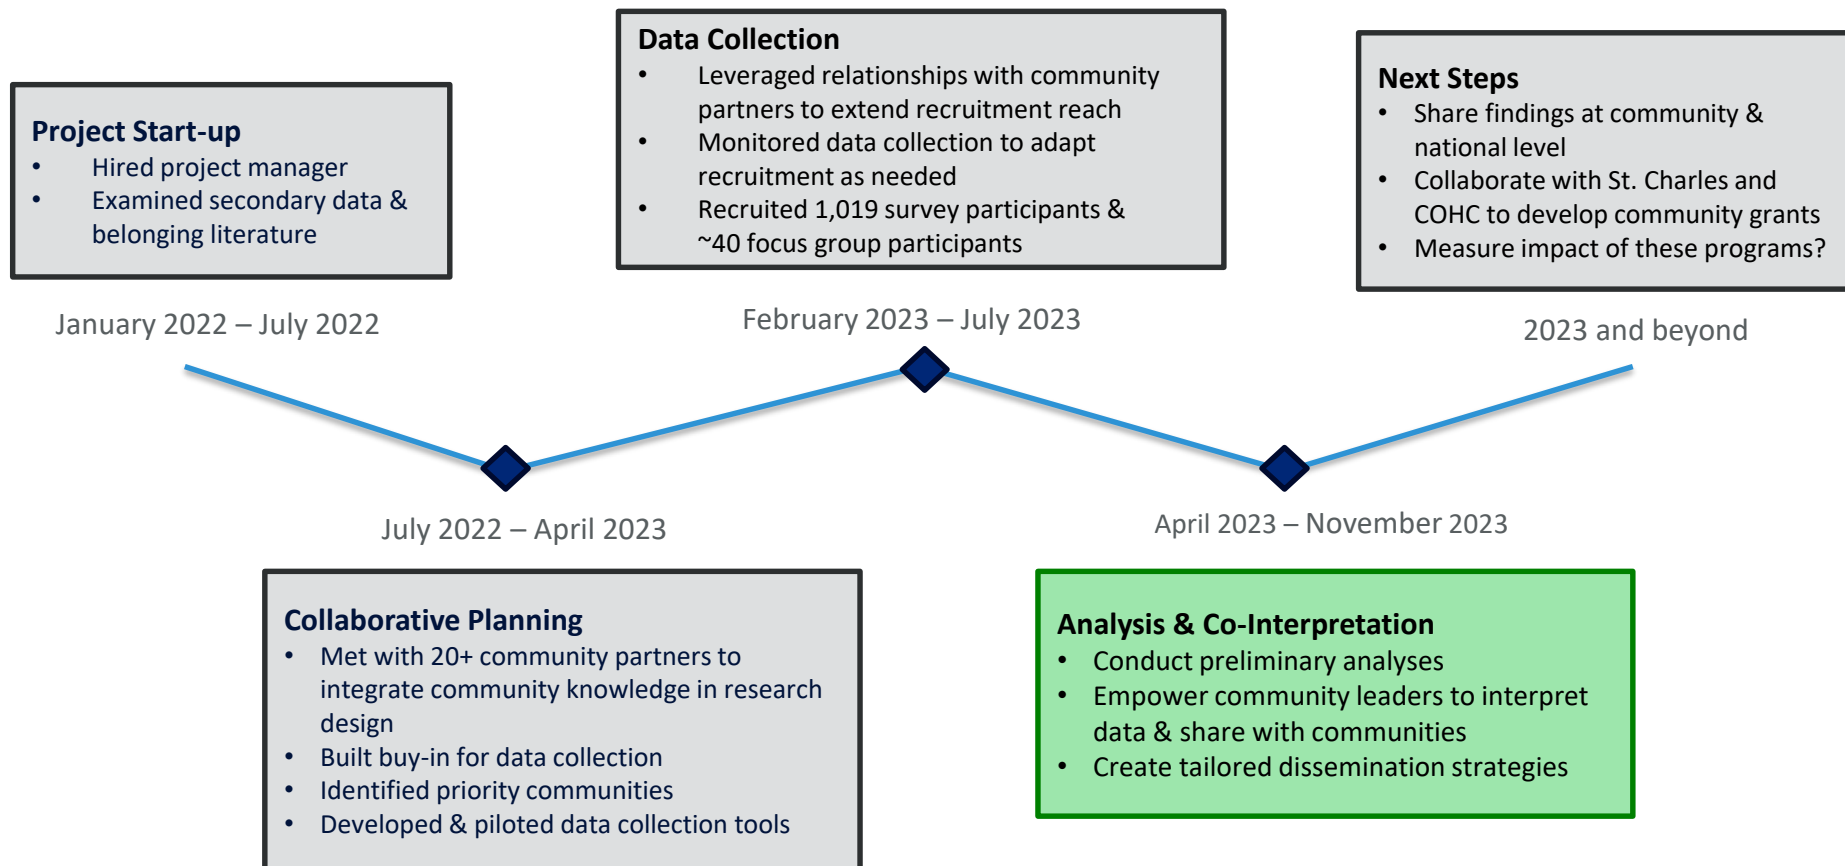 Project Start-up
• Hired project manager
• Examined secondary data &
belonging literature
January 2022 – July 2022
Data Collection
• Leveraged relationships with community
partners to extend recruitment reach
• Monitored data collection to adapt
recruitment as needed
• Recruited 1,019 survey participants &
~40 focus group participants
February 2023 – July 2023
Next Steps
• Share findings at community &
national level
• Collaborate with St. Charles and
COHC to develop community grants
• Measure impact of these programs?
2023 and beyond
July 2022 – April 2023
Collaborative Planning
• Met with 20+ community partners to
integrate community knowledge in research
design
• Built buy-in for data collection
• Identified priority communities
• Developed & piloted data collection tools
April 2023 – November 2023
Analysis & Co-Interpretation
• Conduct preliminary analyses
• Empower community leaders to interpret
data & share with communities
• Create tailored dissemination strategies